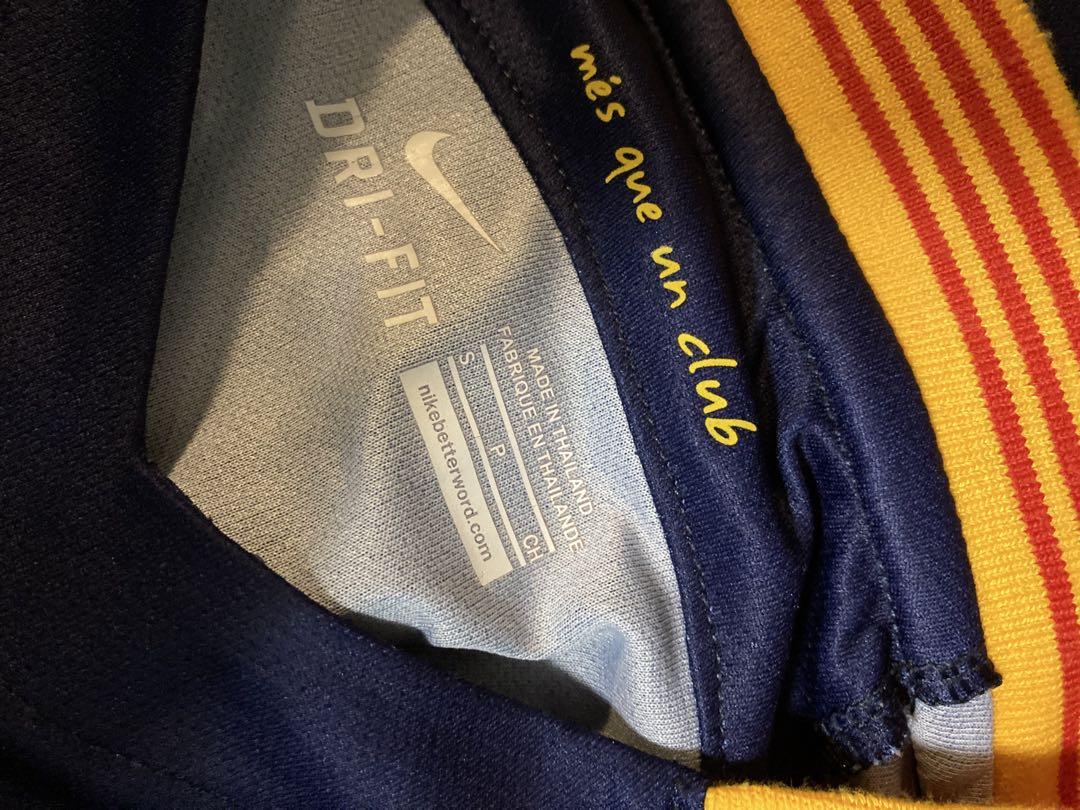 més que un club
DRI-FIT
MADE IN THAILAND
FABRIQUE EN THAILANDE
S P CH
nikebetterword.com